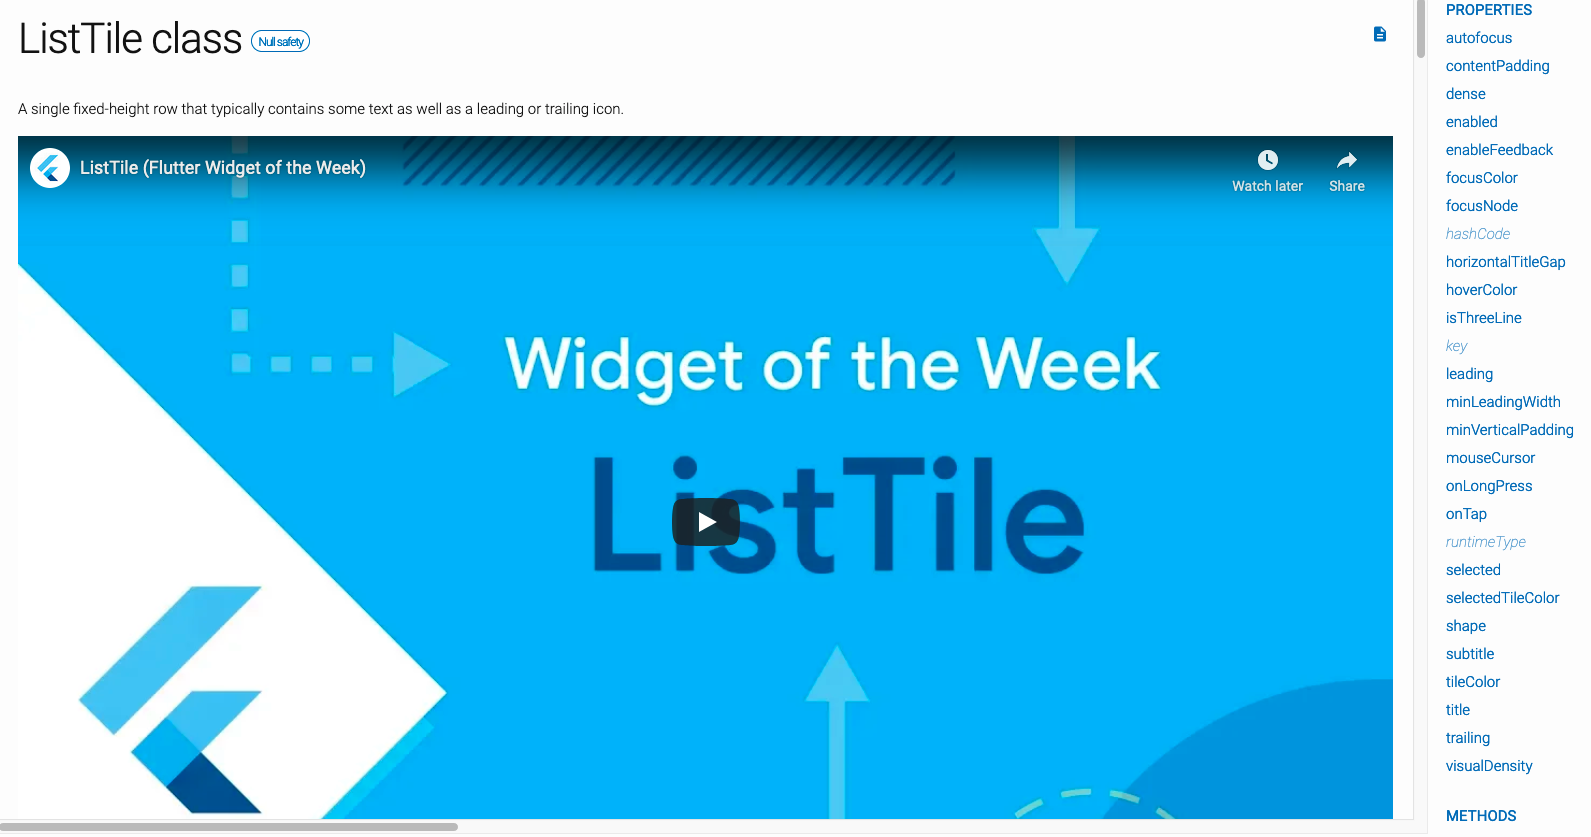 ListTile class Null safety
A single fixed-height row that typically contains some text as well as a leading or trailing icon.
ListTile (Flutter Widget of the Week)
Watch later
Share
Widget of the Week
ListTile
PROPERTIES
autofocus
contentPadding
dense
enabled
enableFeedback
focusColor
focusNode
hashCode
horizontalTitleGap
hoverColor
isThreeLine
key
leading
minLeadingWidth
minVerticalPadding
mouseCursor
onLongPress
onTap
runtimeType
selected
selectedTileColor
shape
subtitle
tileColor
title
trailing
visualDensity
METHODS